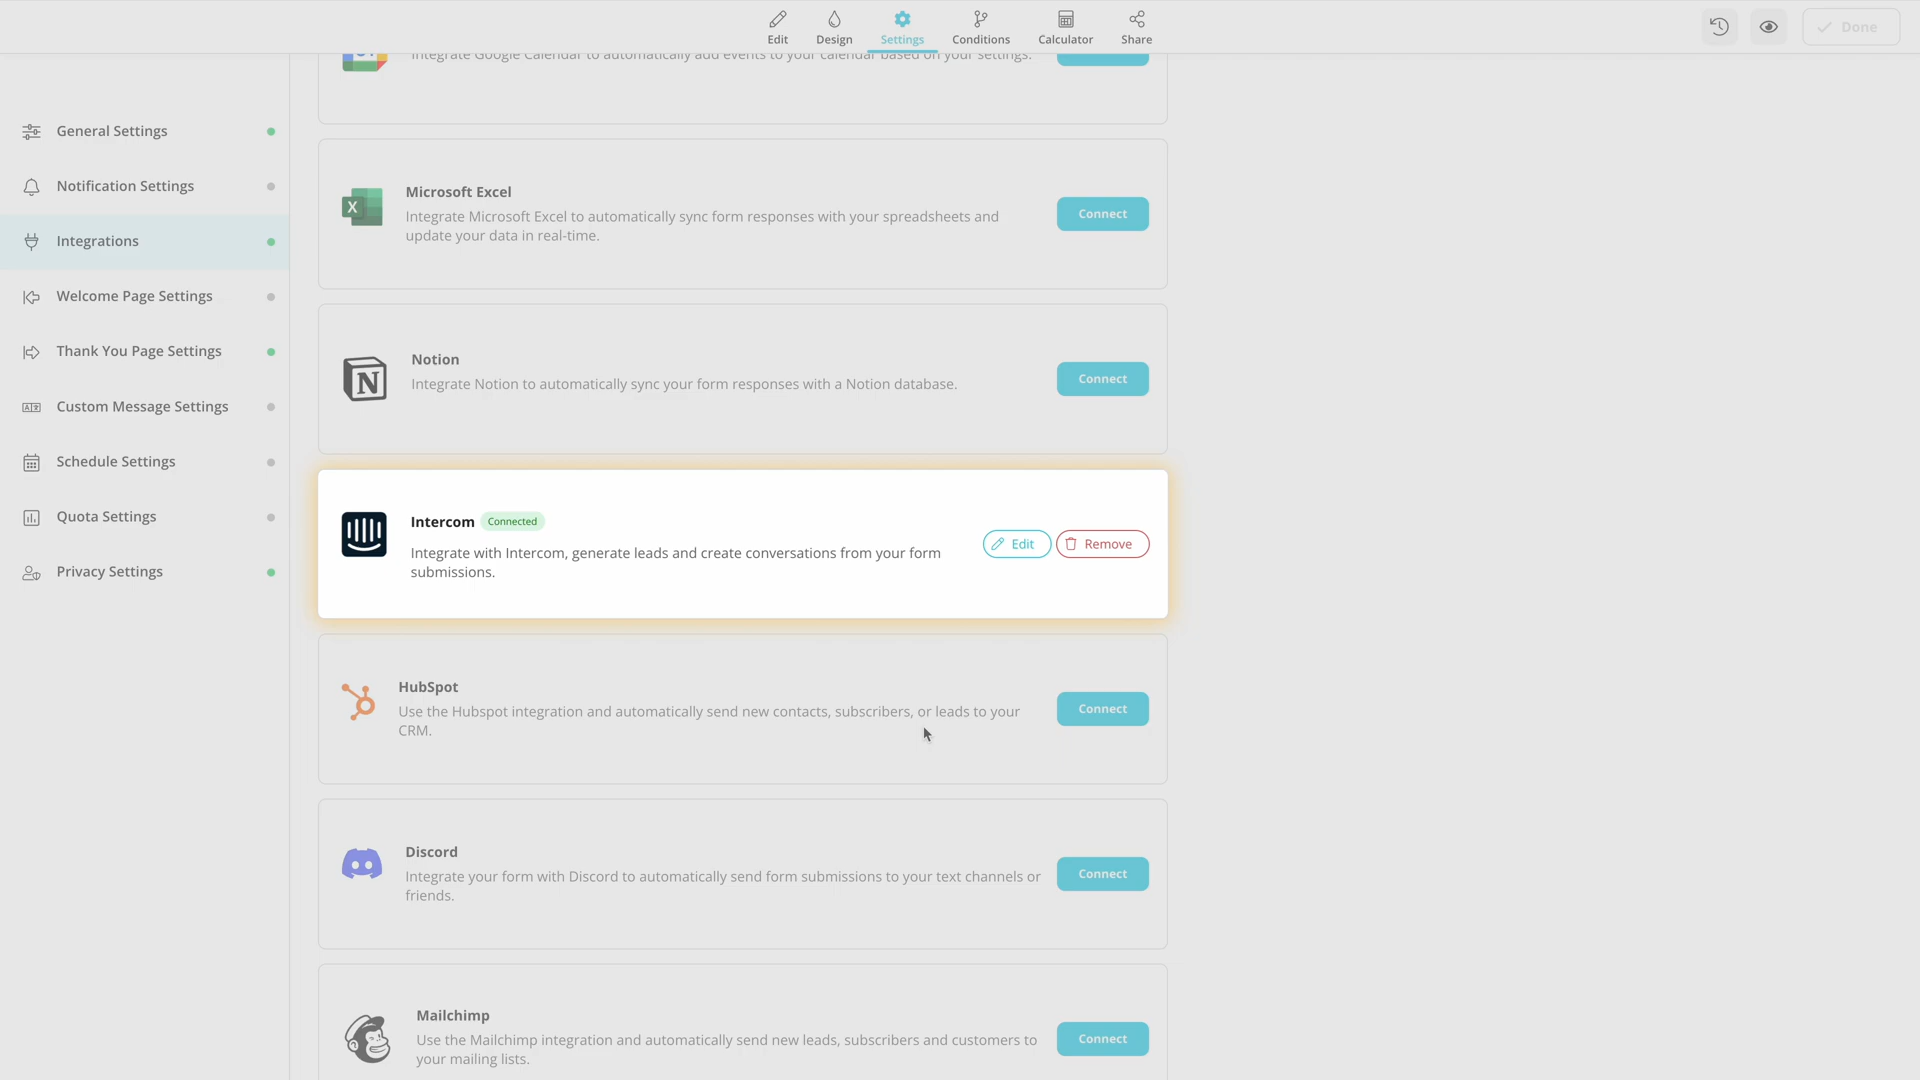 Edit
Design
Settings
Conditions
Calculator
Share
Done
Integrate Google Calendar to automatically add events to your calendar based on your settings.
General Settings
Notification Settings
Integrations
Welcome Page Settings
Thank You Page Settings
Custom Message Settings
Schedule Settings
Quota Settings
Privacy Settings
Microsoft Excel
Integrate Microsoft Excel to automatically sync form responses with your spreadsheets and
update your data in real-time.
Connect
Notion
Integrate Notion to automatically sync your form responses with a Notion database.
Connect
Intercom Connected
Integrate with Intercom, generate leads and create conversations from your form
submissions.
Edit
Remove
HubSpot
Use the Hubspot integration and automatically send new contacts, subscribers, or leads to your
CRM.
Connect
Discord
Integrate your form with Discord to automatically send form submissions to your text channels or
friends.
Connect
Mailchimp
Use the Mailchimp integration and automatically send new leads, subscribers and customers to
your mailing lists.
Connect